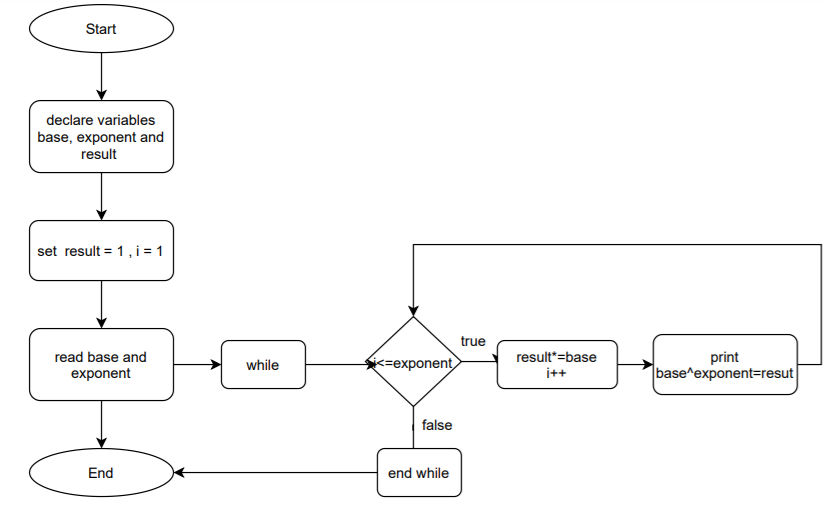 Start
declare variables
base, exponent and
result
set  result = 1 , i = 1
read base and
exponent
while
i<=exponent
true
result*=base
i++
print
base^exponent=resut
false
End
end while